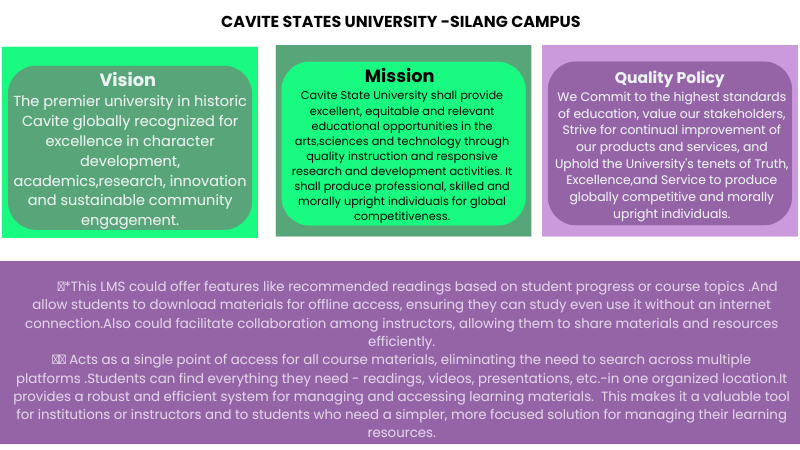 CAVITE STATES UNIVERSITY -SILANG CAMPUS
Vision
The premier university in historic
Cavite globally recognized for
excellence in character
development,
academics,research, innovation
and sustainable community
engagement.
Mission
Cavite State University shall provide
excellent, equitable and relevant
educational opportunities in the
arts,sciences and technology through
quality instruction and responsive
research and development activities. It
shall produce professional, skilled and
morally upright individuals for global
competitiveness.
Quality Policy
We Commit to the highest standards
of education, value our stakeholders,
Strive for continual improvement of
our products and services, and
Uphold the University's tenets of Truth,
Excellence,and Service to produce
globally competitive and morally
upright individuals.
*This LMS could offer features like recommended readings based on student progress or course topics .And
allow students to download materials for offline access, ensuring they can study even use it without an internet
connection.Also could facilitate collaboration among instructors, allowing them to share materials and resources
efficiently.
Acts as a single point of access for all course materials, eliminating the need to search across multiple
platforms .Students can find everything they need - readings, videos, presentations, etc.-in one organized location.It
provides a robust and efficient system for managing and accessing learning materials.  This makes it a valuable tool
for institutions or instructors and to students who need a simpler, more focused solution for managing their learning
resources.